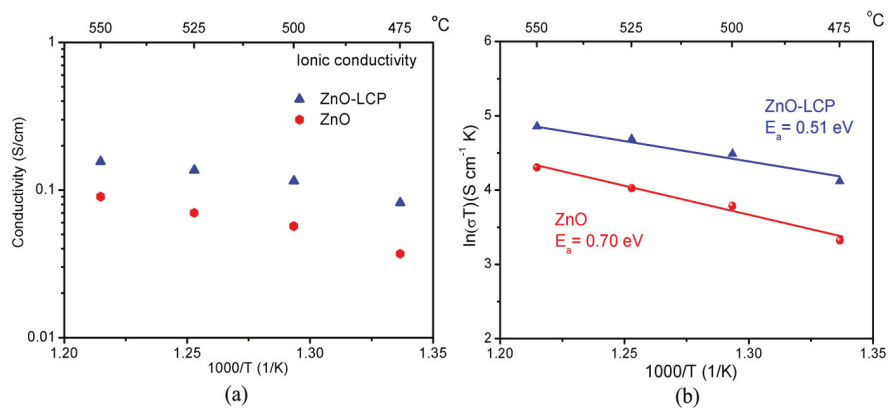 550 525 500 475 °C
Ionic conductivity
ZnO-LCP
ZnO
1
0.1
0.01
Conductivity (S/cm)
1.20 1.25 1.30 1.35
1000/T (1/K)
(a)
550 525 500 475 °C
6
5
4
3
2
ln(σT)(S cm⁻¹ K)
ZnO-LCP
Eₐ= 0.51 eV
ZnO
Eₐ= 0.70 eV
1.20 1.25 1.30 1.35
1000/T (1/K)
(b)